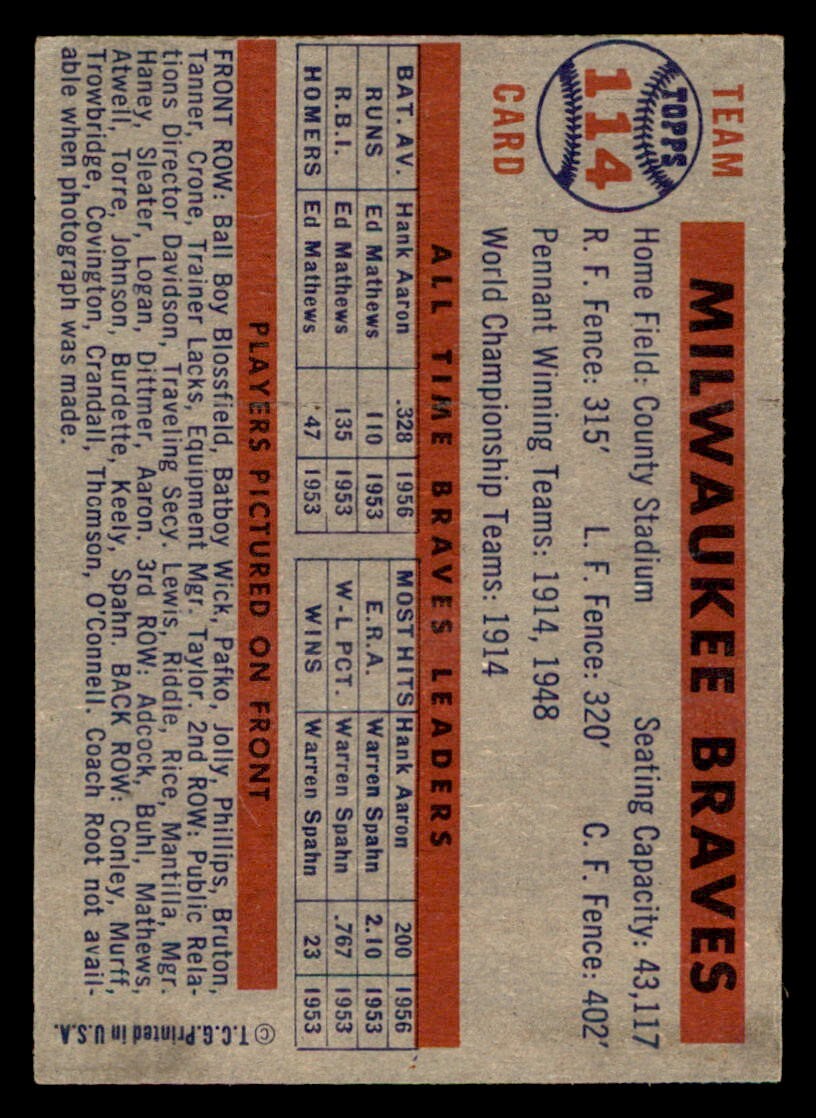 TEAM
TOPPS
114
CARD
MILWAUKEE BRAVES
Home Field: County Stadium Seating Capacity: 43,117
R. F. Fence: 315' L. F. Fence: 320' C. F. Fence: 402'
Pennant Winning Teams: 1914, 1948
World Championship Teams: 1914
ALL TIME BRAVES LEADERS
BAT. AV. Hank Aaron .328 1956 MOST HITS Hank Aaron 200 1956
RUNS Ed Mathews 110 1953 E.R.A. Warren Spahn 2.10 1953
R.B.I. Ed Mathews 135 1953 W-L PCT. Warren Spahn .767 1953
HOMERS Ed Mathews 47 1953 WINS Warren Spahn 23 1953
PLAYERS PICTURED ON FRONT
FRONT ROW: Ball Boy Blossfield, Batboy Wick, Pafko, Jolly, Phillips, Bruton,
Tanner, Crone, Trainer Lacks, Equipment Mgr. Taylor. 2nd ROW: Public Rela-
tions Director Davidson, Traveling Secy. Lewis, Riddle, Rice, Mantilla, Mgr.
Haney, Sleater, Logan, Dittmer, Aaron. 3rd ROW: Adcock, Buhl, Mathews,
Atwell, Torre, Johnson, Burdette, Keely, Spahn. BACK ROW: Conley, Murff,
Trowbridge, Covington, Crandall, Thomson, O'Connell. Coach Root not avail-
able when photograph was made.
© T.C.G. Printed in U.S.A.